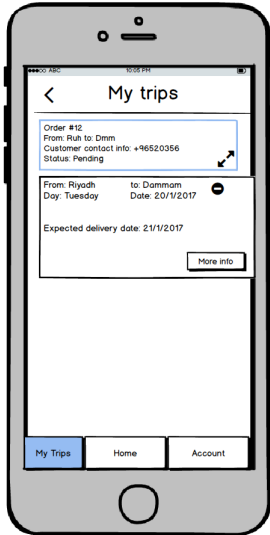 ABC 10:05 PM
My trips
Order #12
From: Ruh to: Dmm
Customer contact info: +96520356
Status: Pending
From: Riyadh to: Dammam
Day: Tuesday Date: 20/1/2017
Expected delivery date: 21/1/2017
More info
My Trips Home Account